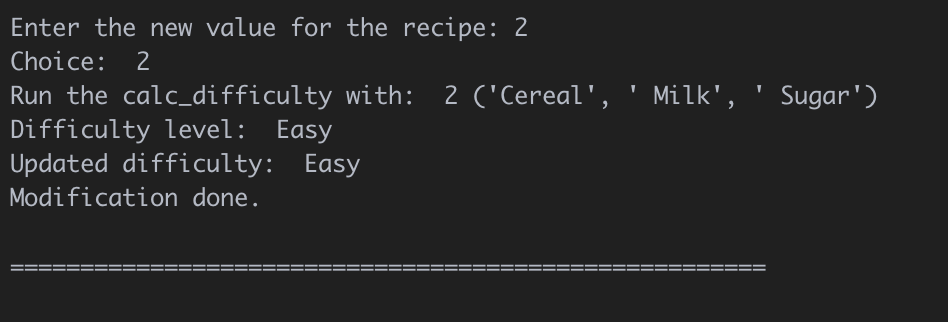 Enter the new value for the recipe: 2
Choice:  2
Run the calc_difficulty with:  2 ('Cereal', ' Milk', ' Sugar')
Difficulty level:  Easy
Updated difficulty:  Easy
Modification done.
======================================================